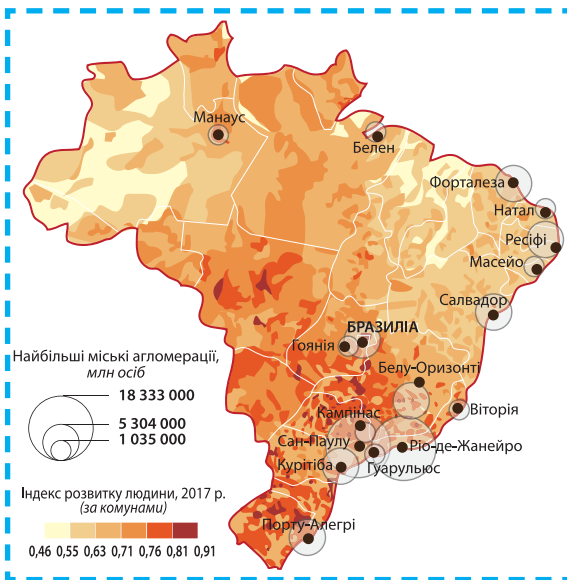 Манаус
Белен
Форталеза
Натал
Ресіфі
Масейо
Салвадор
БРАЗИЛІА
Гоянія
Белу-Оризонті
Віторія
Кампінас
Сан-Паулу
Ріо-де-Жанейро
Гуарульюс
Курітіба
Порту-Алегрі
Найбільші міські агломерації,
млн осіб
18 333 000
5 304 000
1 035 000
Індекс розвитку людини, 2017 р.
(за комунами)
0,46 0,55 0,63 0,71 0,76 0,81 0,91